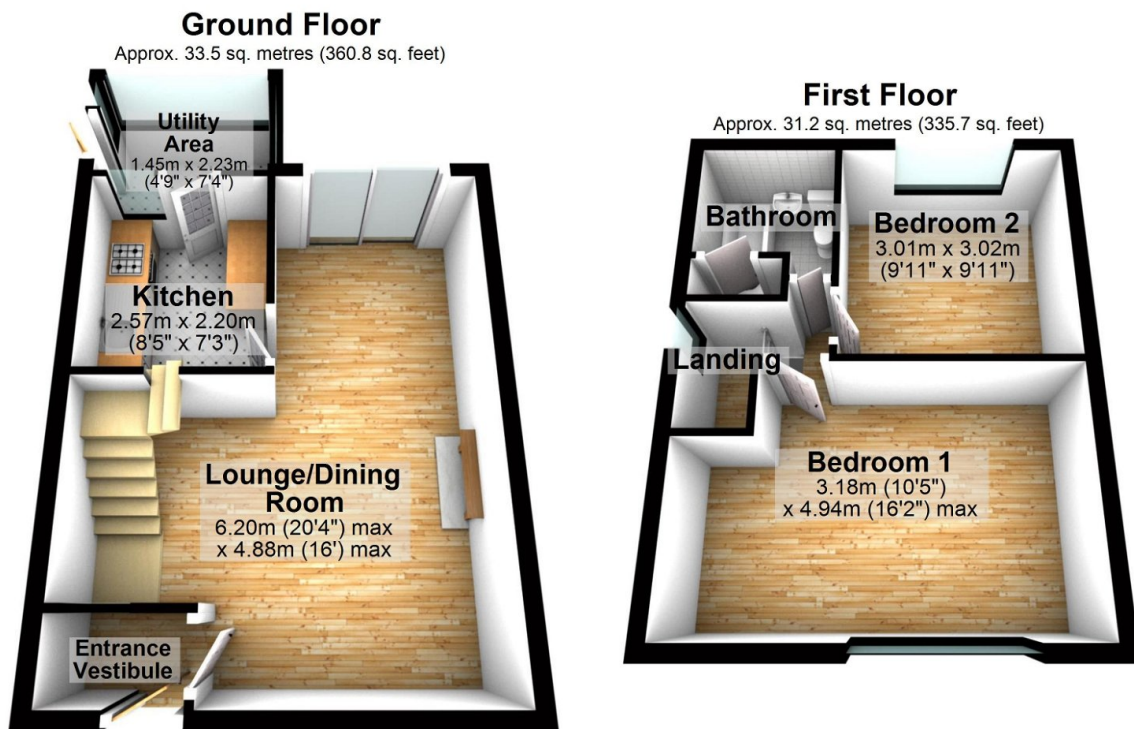 Ground Floor
Approx. 33.5 sq. metres (360.8 sq. feet)
Utility
Area
1.45m x 2.23m
(4'9" x 7'4")
Kitchen
2.57m x 2.20m
(8'5" x 7'3")
Lounge/Dining
Room
6.20m (20'4") max
x 4.88m (16') max
Entrance
Vestibule
First Floor
Approx. 31.2 sq. metres (335.7 sq. feet)
Bathroom
Bedroom 2
3.01m x 3.02m
(9'11" x 9'11")
Landing
Bedroom 1
3.18m (10'5")
x 4.94m (16'2") max